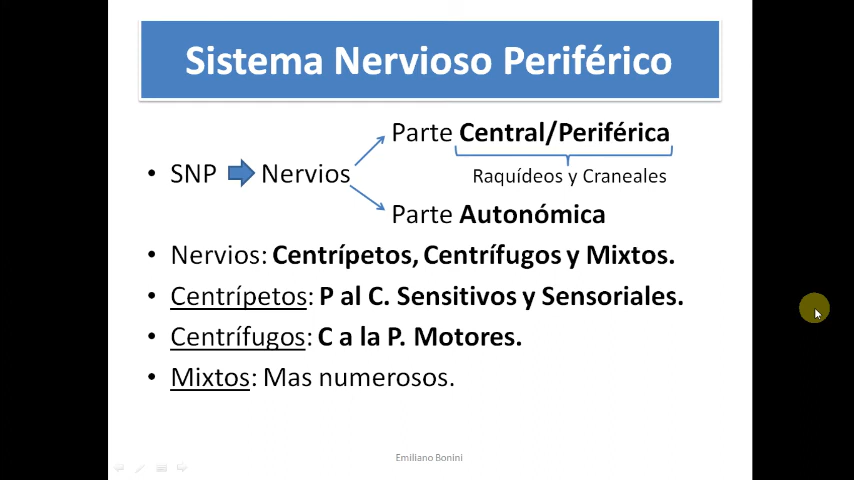 Sistema Nervioso Periférico
Parte Central/Periférica
• SNP Nervios
Raquídeos y Craneales
Parte Autonómica
• Nervios: Centrípetos, Centrífugos y Mixtos.
• Centrípetos: P al C. Sensitivos y Sensoriales.
• Centrífugos: C a la P. Motores.
• Mixtos: Mas numerosos.
Emiliano Bonini